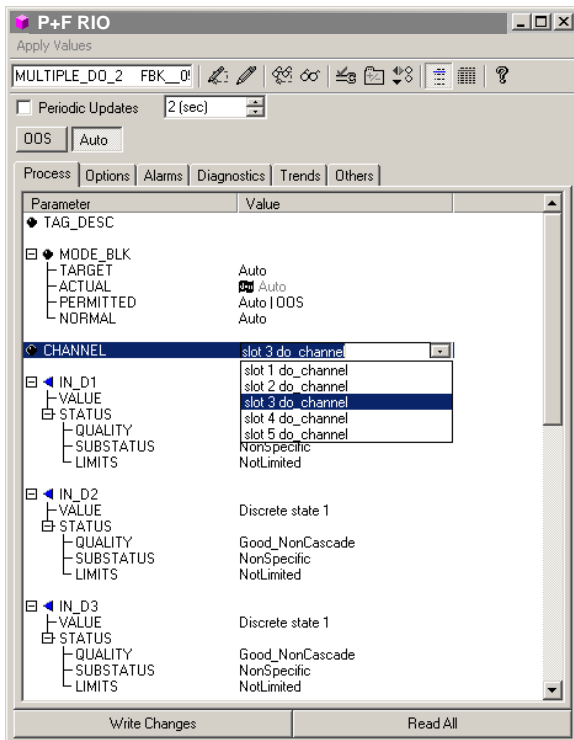 P+F RIO
Apply Values
MULTIPLE_DO_2 FBK__0!
Periodic Updates 2 (sec)
OOS Auto
Process Options Alarms Diagnostics Trends Others
Parameter Value
TAG_DESC
MODE_BLK
TARGET Auto
ACTUAL Auto
PERMITTED Auto | OOS
NORMAL Auto
CHANNEL slot 3 do_channel
slot 1 do_channel
IN_D1 slot 2 do_channel
VALUE slot 3 do_channel
STATUS slot 4 do_channel
QUALITY slot 5 do_channel
SUBSTATUS NonSpecific
LIMITS NotLimited
IN_D2
VALUE Discrete state 1
STATUS
QUALITY Good_NonCascade
SUBSTATUS NonSpecific
LIMITS NotLimited
IN_D3
VALUE Discrete state 1
STATUS
QUALITY Good_NonCascade
SUBSTATUS NonSpecific
LIMITS NotLimited
Write Changes Read All